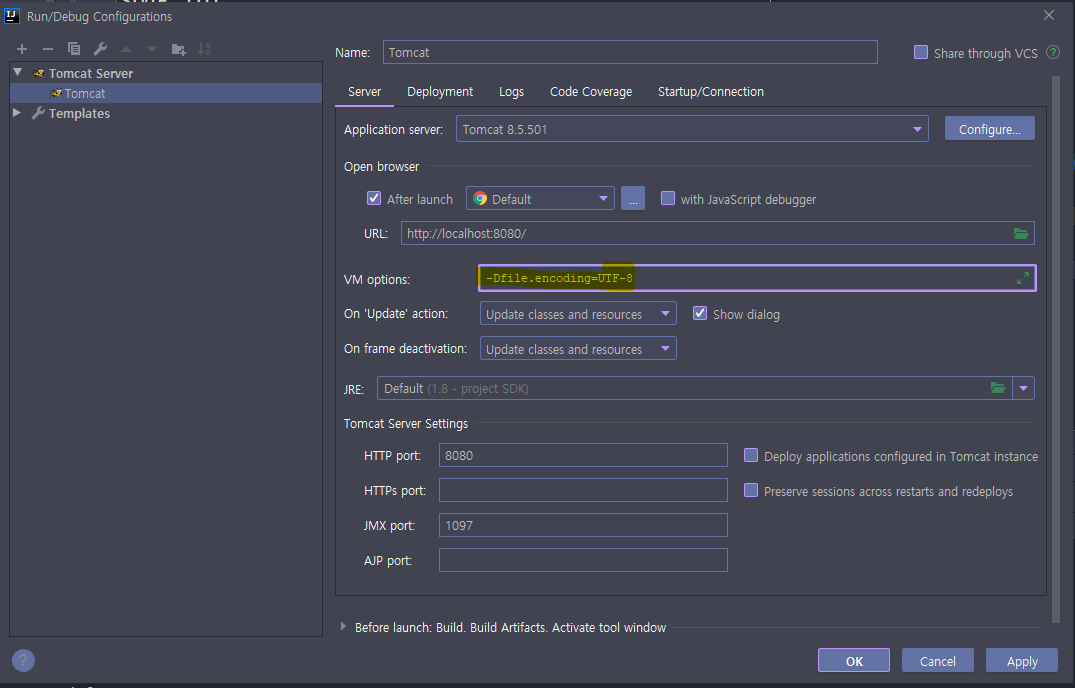 Run/Debug Configurations
Name: Tomcat
Share through VCS
Tomcat Server
Tomcat
Templates
Server Deployment Logs Code Coverage Startup/Connection
Application server: Tomcat 8.5.501 Configure...
Open browser
After launch Default ... with JavaScript debugger
URL: http://localhost:8080/
VM options: -Dfile.encoding=UTF-8
On 'Update' action: Update classes and resources Show dialog
On frame deactivation: Update classes and resources
JRE: Default (1.8 - project SDK)
Tomcat Server Settings
HTTP port: 8080 Deploy applications configured in Tomcat instance
HTTPs port: Preserve sessions across restarts and redeploys
JMX port: 1097
AJP port:
Before launch: Build. Build Artifacts. Activate tool window
? OK Cancel Apply